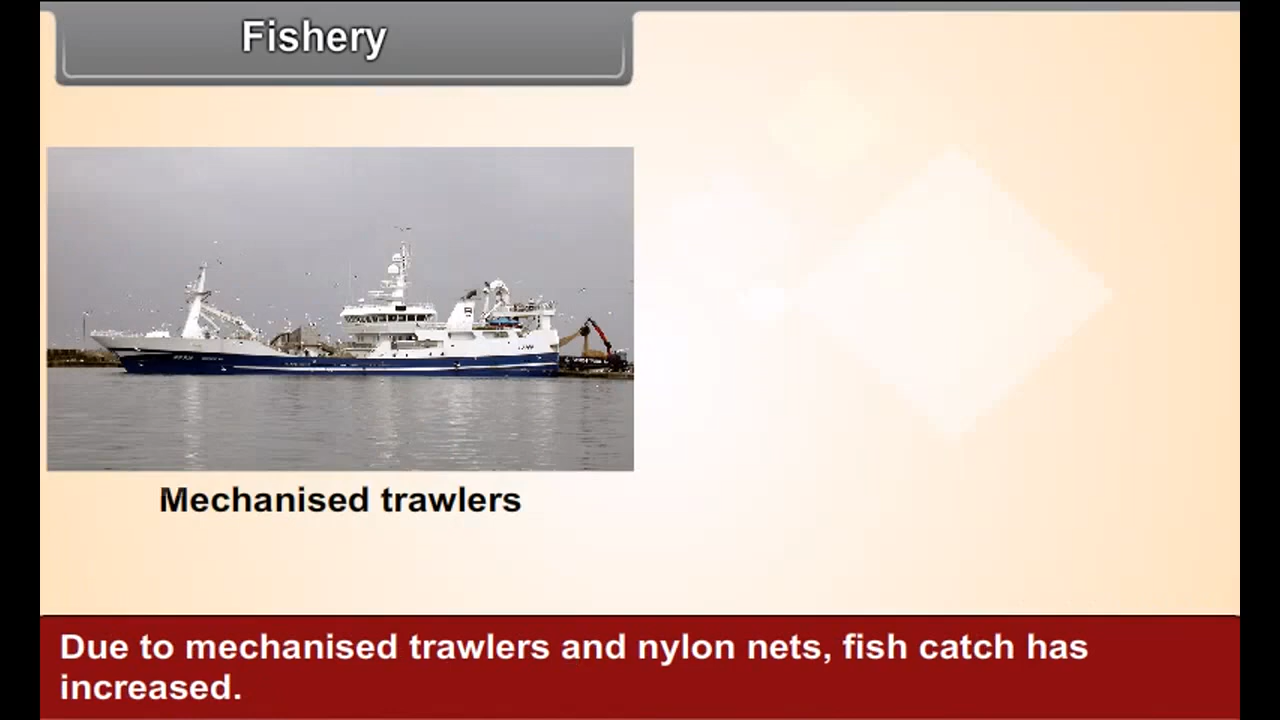 Fishery
Mechanised trawlers
Due to mechanised trawlers and nylon nets, fish catch has
increased.